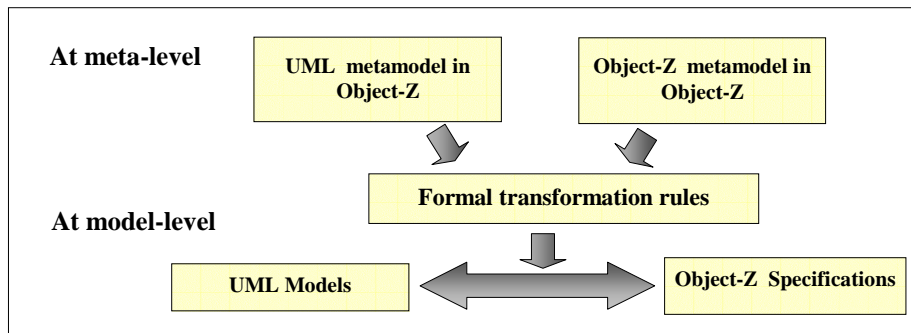 At meta-level
UML metamodel in
Object-Z
Object-Z metamodel in
Object-Z
Formal transformation rules
At model-level
UML Models
Object-Z Specifications